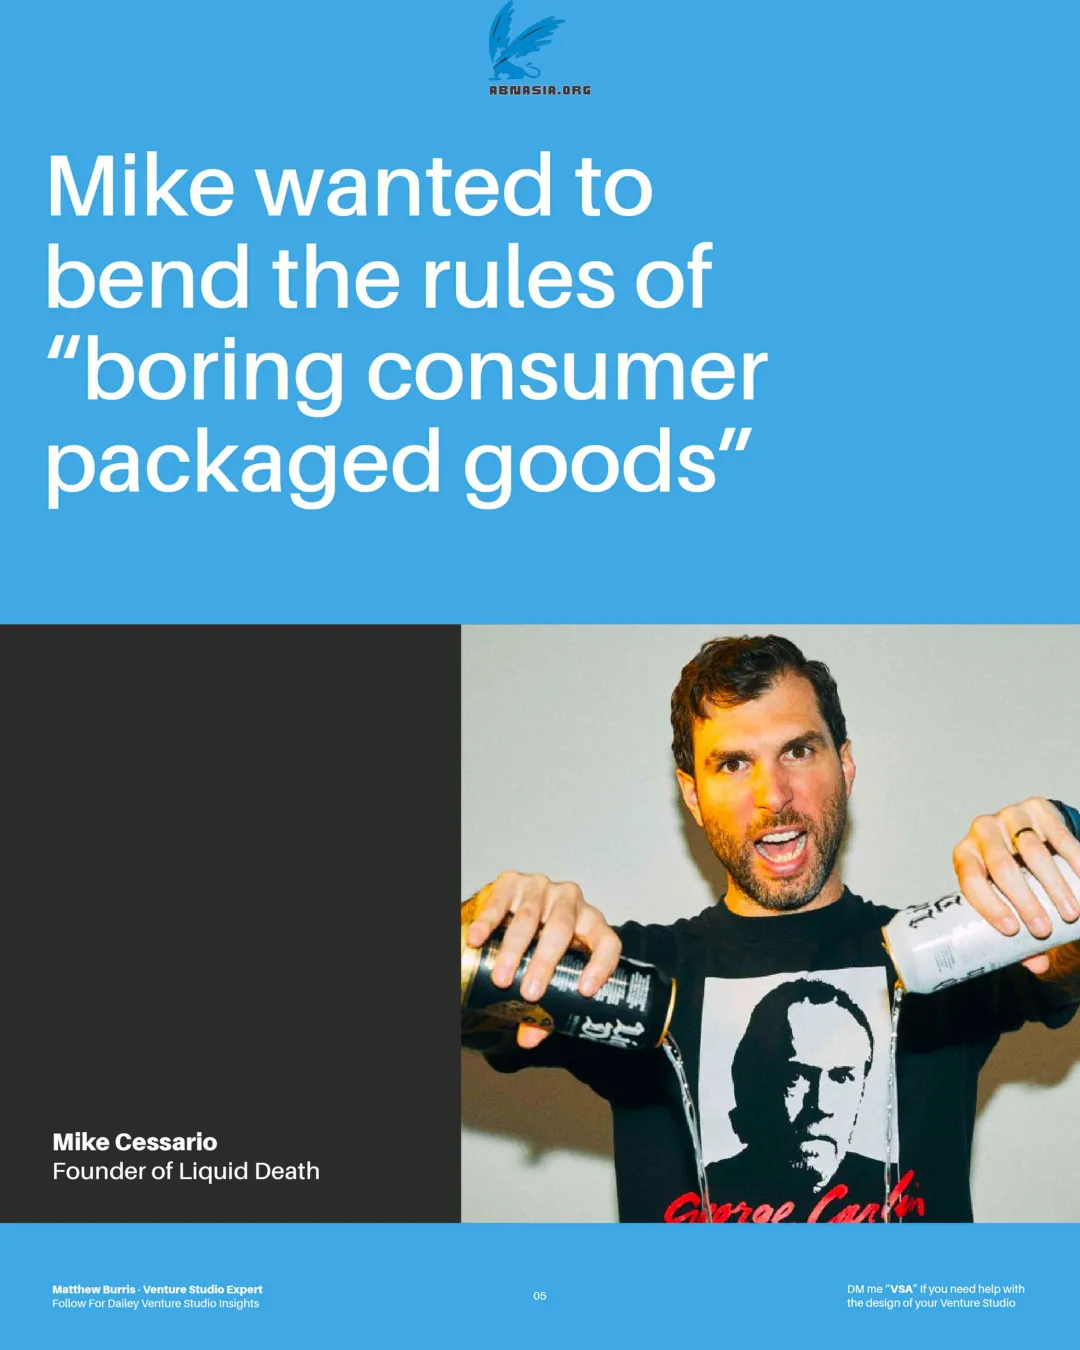 ABNASIA.ORG
Mike wanted to
bend the rules of
“boring consumer
packaged goods”
Mike Cessario
Founder of Liquid Death
George Carlin
Matthew Burris - Venture Studio Expert
Follow For Dailey Venture Studio Insights
05
DM me “VSA” If you need help with
the design of your Venture Studio